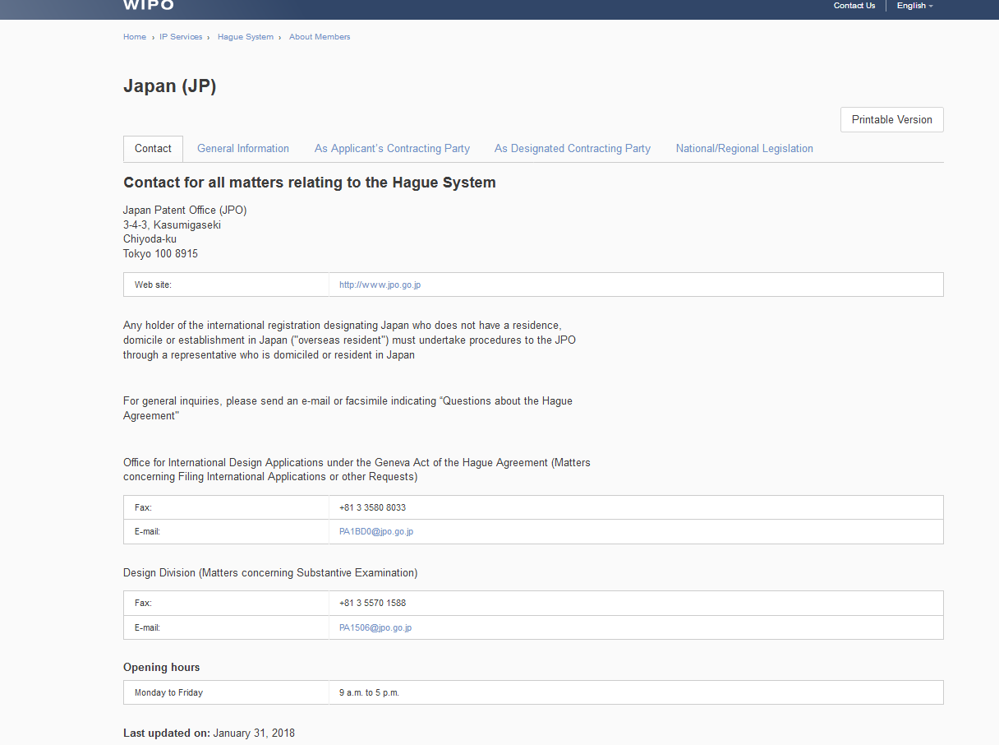 WIPO
Contact Us
English
Home › IP Services › Hague System › About Members
Japan (JP)
Printable Version
Contact
General Information
As Applicant's Contracting Party
As Designated Contracting Party
National/Regional Legislation
Contact for all matters relating to the Hague System
Japan Patent Office (JPO)
3-4-3, Kasumigaseki
Chiyoda-ku
Tokyo 100 8915
Web site: http://www.jpo.go.jp
Any holder of the international registration designating Japan who does not have a residence,
domicile or establishment in Japan ("overseas resident") must undertake procedures to the JPO
through a representative who is domiciled or resident in Japan
For general inquiries, please send an e-mail or facsimile indicating “Questions about the Hague
Agreement"
Office for International Design Applications under the Geneva Act of the Hague Agreement (Matters
concerning Filing International Applications or other Requests)
Fax: +81 3 3580 8033
E-mail: PA1BD0@jpo.go.jp
Design Division (Matters concerning Substantive Examination)
Fax: +81 3 5570 1588
E-mail: PA1506@jpo.go.jp
Opening hours
Monday to Friday 9 a.m. to 5 p.m.
Last updated on: January 31, 2018